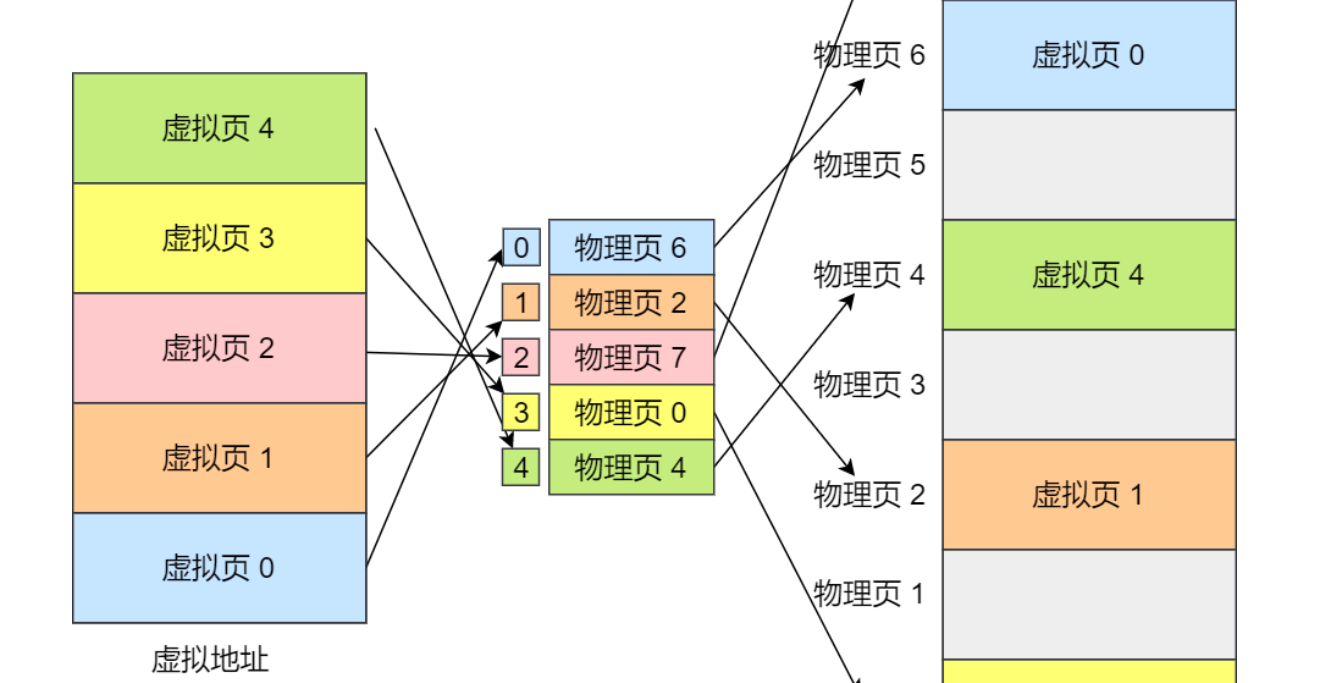 虚拟页 4
虚拟页 3
虚拟页 2
虚拟页 1
虚拟页 0
虚拟地址
0 物理页 6
1 物理页 2
2 物理页 7
3 物理页 0
4 物理页 4
物理页 6 虚拟页 0
物理页 5
物理页 4 虚拟页 4
物理页 3
物理页 2 虚拟页 1
物理页 1